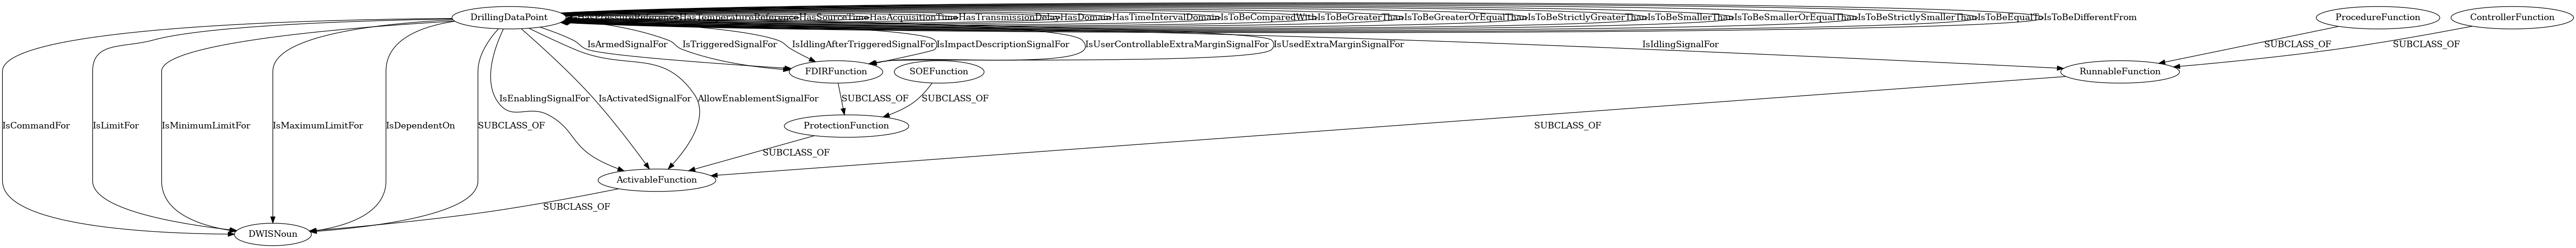 DrillingDataPoint
HasPressureReference
HasTemperatureReference
HasSourceTime
HasAcquisitionTime
HasTransmissionDelay
HasDomain
HasTimeIntervalDomain
IsToBeComparedWith
IsToBeGreaterThan
IsToBeGreaterOrEqualThan
IsToBeStrictlyGreaterThan
IsToBeSmallerThan
IsToBeSmallerOrEqualThan
IsToBeStrictlySmallerThan
IsToBeEqualTo
IsToBeDifferentFrom
ProcedureFunction
ControllerFunction
IsArmedSignalFor
IsTriggeredSignalFor
IsIdlingAfterTriggeredSignalFor
IsImpactDescriptionSignalFor
IsUserControllableExtraMarginSignalFor
IsUsedExtraMarginSignalFor
IsIdlingSignalFor
SUBCLASS_OF
SUBCLASS_OF
FDIRFunction
SOEFunction
RunnableFunction
IsEnablingSignalFor
IsActivatedSignalFor
AllowEnablementSignalFor
SUBCLASS_OF
SUBCLASS_OF
IsCommandFor
IsLimitFor
IsMinimumLimitFor
IsMaximumLimitFor
IsDependentOn
SUBCLASS_OF
ProtectionFunction
SUBCLASS_OF
SUBCLASS_OF
ActivableFunction
SUBCLASS_OF
DWISNoun